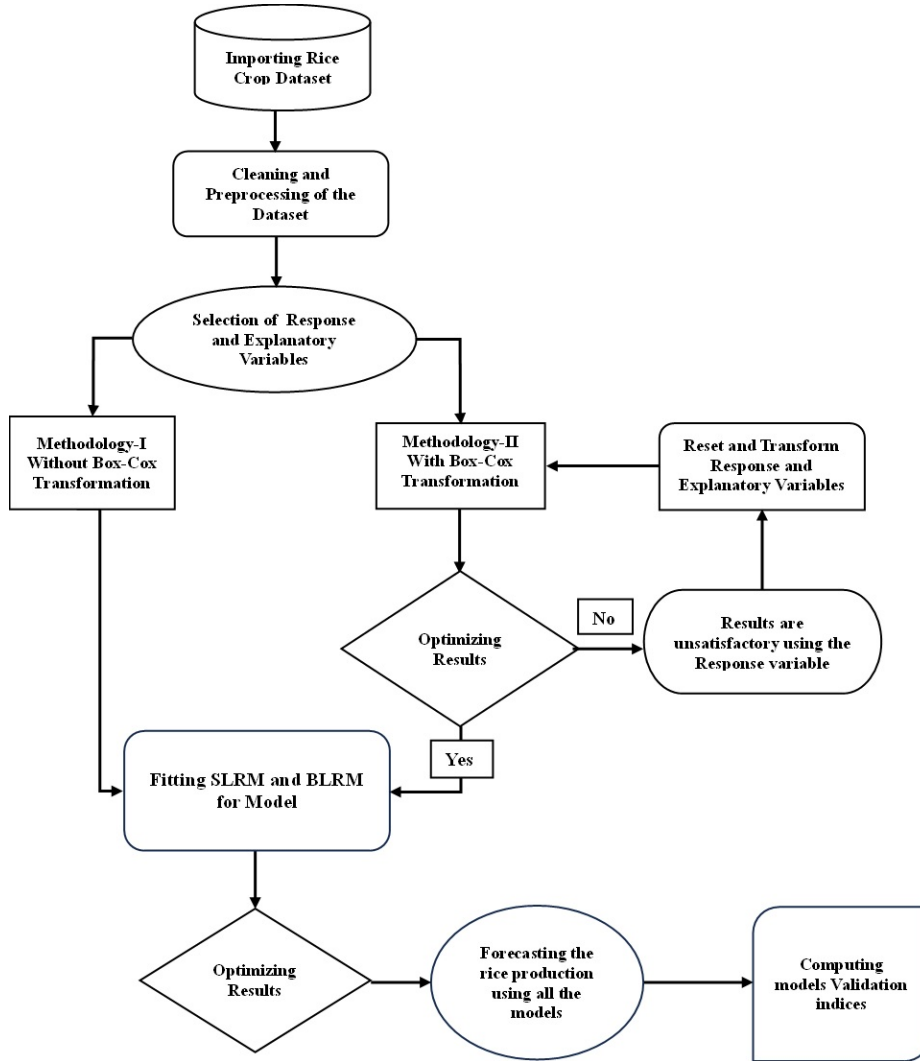 Importing Rice
Crop Dataset
Cleaning and
Preprocessing of the
Dataset
Selection of Response
and Explanatory
Variables
Methodology-I
Without Box-Cox
Transformation
Methodology-II
With Box-Cox
Transformation
Reset and Transform
Response and
Explanatory Variables
Optimizing
Results
No
Results are
unsatisfactory using the
Response variable
Yes
Fitting SLRM and BLRM
for Model
Optimizing
Results
Forecasting the
rice production
using all the
models
Computing
models Validation
indices